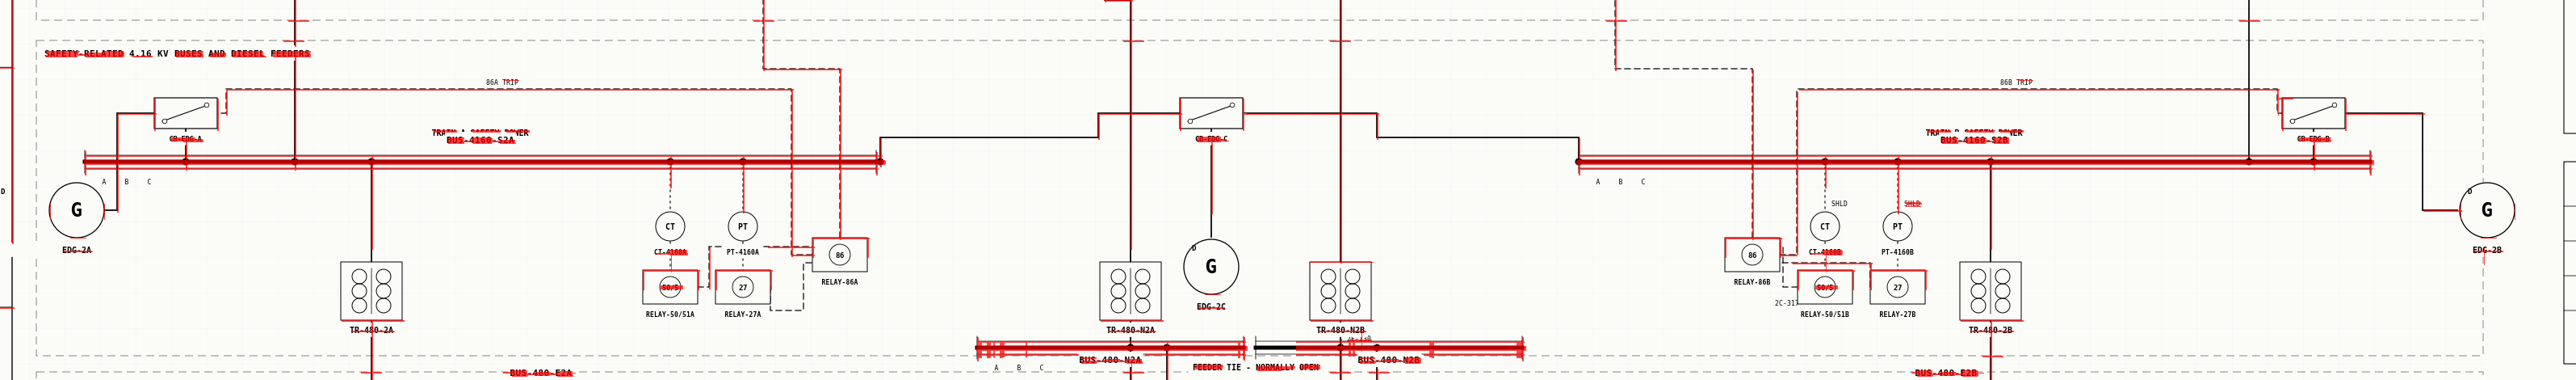 SAFETY-RELATED 4.16 KV BUSES AND DIESEL FEEDERS
86A TRIP
86B TRIP
CB-EDG-A
CB-EDG-C
CB-EDG-B
TRAIN A SAFETY POWER
BUS-4160-S2A
TRAIN B SAFETY POWER
BUS-4160-S2B
A B C
A B C
D
G
EDG-2A
CT
PT
CT-4160A
PT-4160A
86
RELAY-86A
27
RELAY-50/51A
RELAY-27A
D
G
EDG-2C
SHLD
SHLD
CT
PT
CT-4160B
PT-4160B
86
RELAY-86B
27
RELAY-50/51B
RELAY-27B
D
G
EDG-2B
TR-480-2A
TR-480-N2A
TR-480-N2B
TR-480-2B
BUS-480-N2A
BUS-480-N2B
A B C
FEEDER TIE - NORMALLY OPEN
BUS-480-E2A
BUS-480-E2B